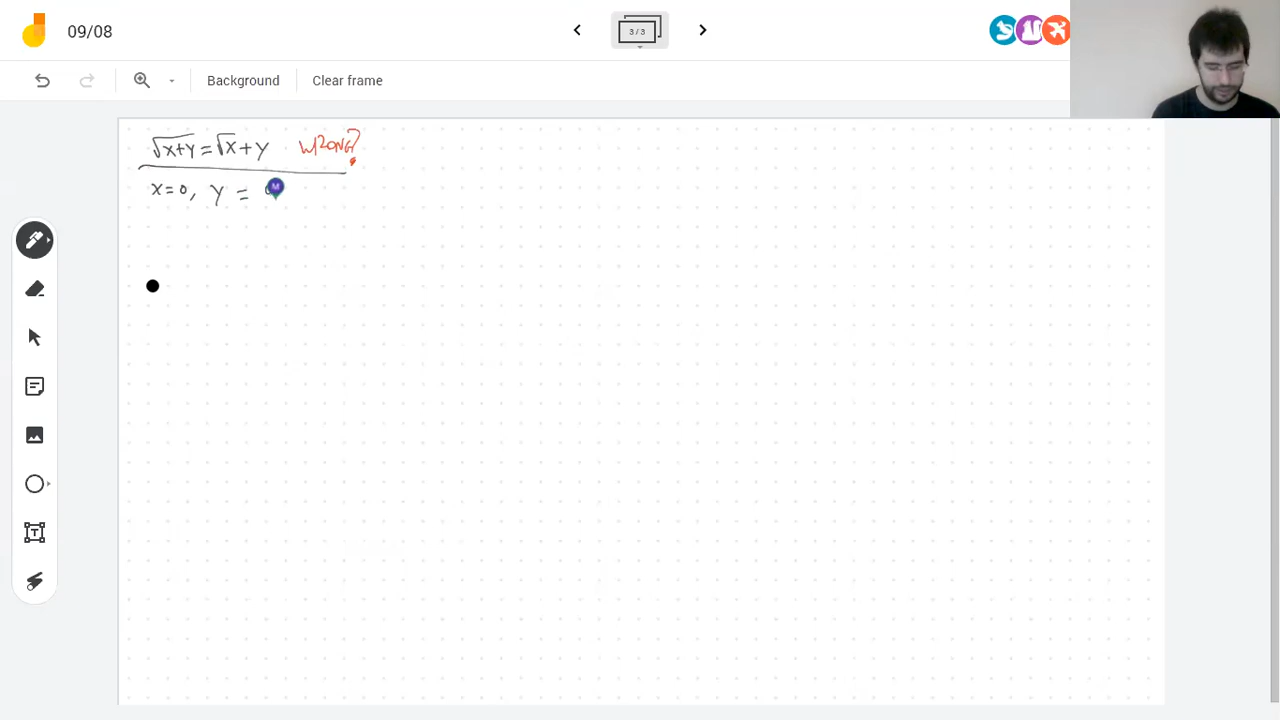 09/08
3 / 3
Background
Clear frame
√x+y = √x + y WRONG?
x = 0, y =
M
T